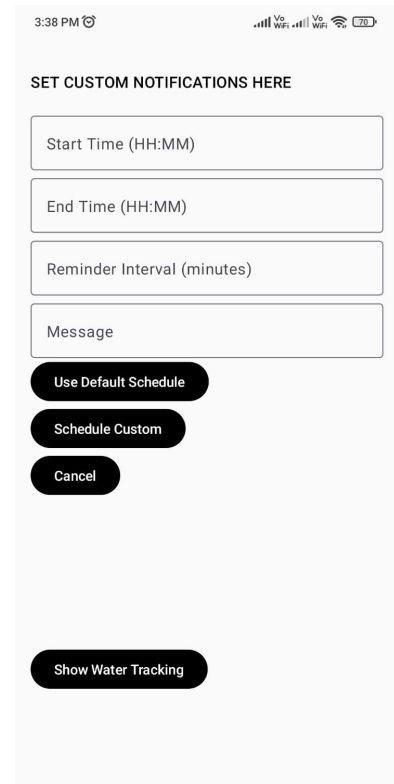 3:38 PM
Vo WiFi Vo WiFi 70
SET CUSTOM NOTIFICATIONS HERE
Start Time (HH:MM)
End Time (HH:MM)
Reminder Interval (minutes)
Message
Use Default Schedule
Schedule Custom
Cancel
Show Water Tracking